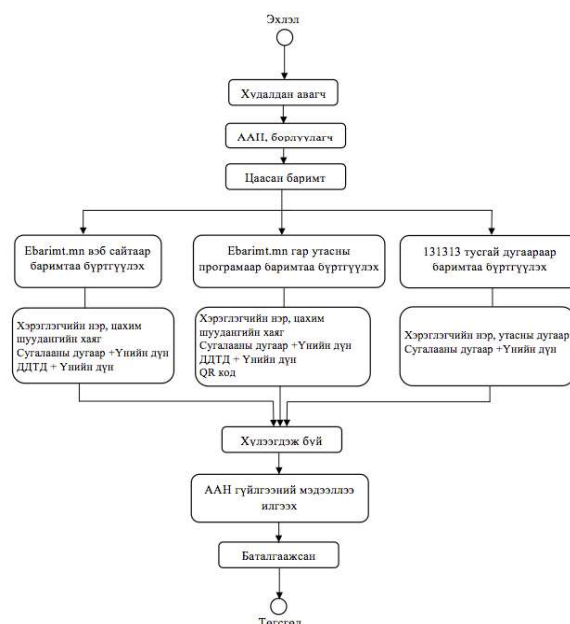 Эхлэл
Худалдан авагч
ААН, борлуулагч
Цаасан баримт
Ebarimt.mn вэб сайтаар
баримтаа бүртгүүлэх
Ebarimt.mn гар утасны
програмаар баримтаа бүртгүүлэх
131313 тусгай дугаараар
баримтаа бүртгүүлэх
Хэрэглэгчийн нэр, цахим
шуудангийн хаяг
Сугалааны дугаар +Үнийн дүн
ДДТД + Үнийн дүн
Хэрэглэгчийн нэр, цахим
шуудангийн хаяг
Сугалааны дугаар +Үнийн дүн
ДДТД + Үнийн дүн
QR код
Хэрэглэгчийн нэр, утасны дугаар
Сугалааны дугаар +Үнийн дүн
Хүлээгдэж буй
ААН гүйлгээний мэдээллээ
илгээх
Баталгаажсан
Төгсгөл